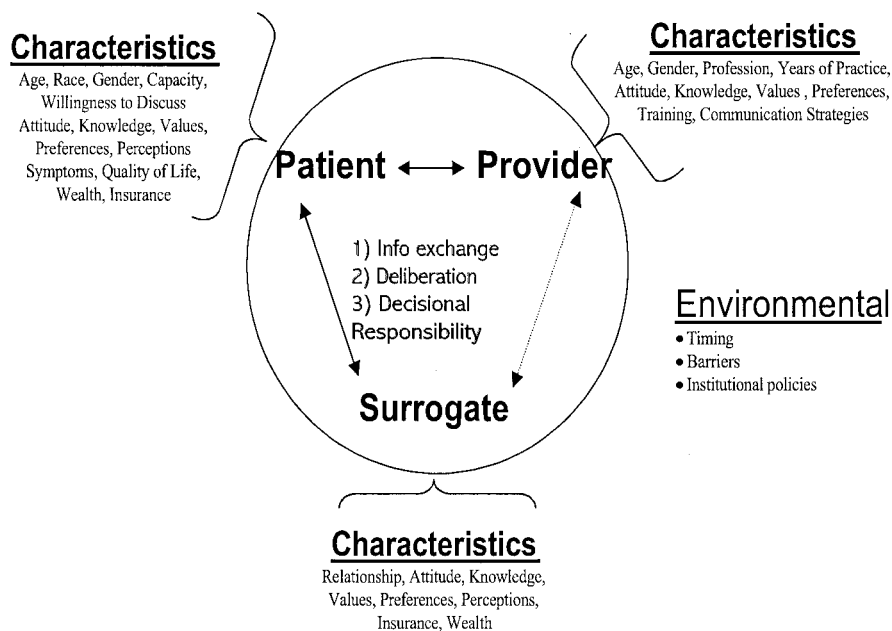 Characteristics
Age, Race, Gender, Capacity,
Willingness to Discuss
Attitude, Knowledge, Values,
Preferences, Perceptions
Symptoms, Quality of Life,
Wealth, Insurance
Characteristics
Age, Gender, Profession, Years of Practice,
Attitude, Knowledge, Values , Preferences,
Training, Communication Strategies
Patient
Provider
1) Info exchange
2) Deliberation
3) Decisional
Responsibility
Surrogate
Environmental
• Timing
• Barriers
• Institutional policies
Characteristics
Relationship, Attitude, Knowledge,
Values, Preferences, Perceptions,
Insurance, Wealth